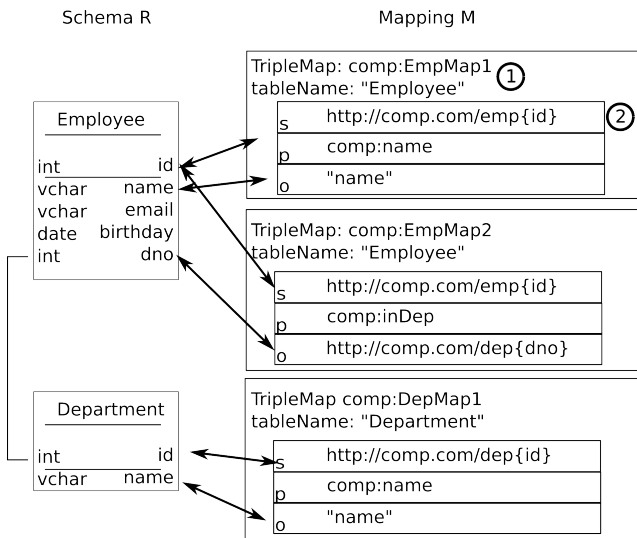 Schema R
Mapping M
Employee
int id
vchar name
vchar email
date birthday
int dno
Department
int id
vchar name
TripleMap: comp:EmpMap1 1
tableName: "Employee"
s http://comp.com/emp{id} 2
p comp:name
o "name"
TripleMap: comp:EmpMap2
tableName: "Employee"
s http://comp.com/emp{id}
p comp:inDep
o http://comp.com/dep{dno}
TripleMap comp:DepMap1
tableName: "Department"
s http://comp.com/dep{id}
p comp:name
o "name"